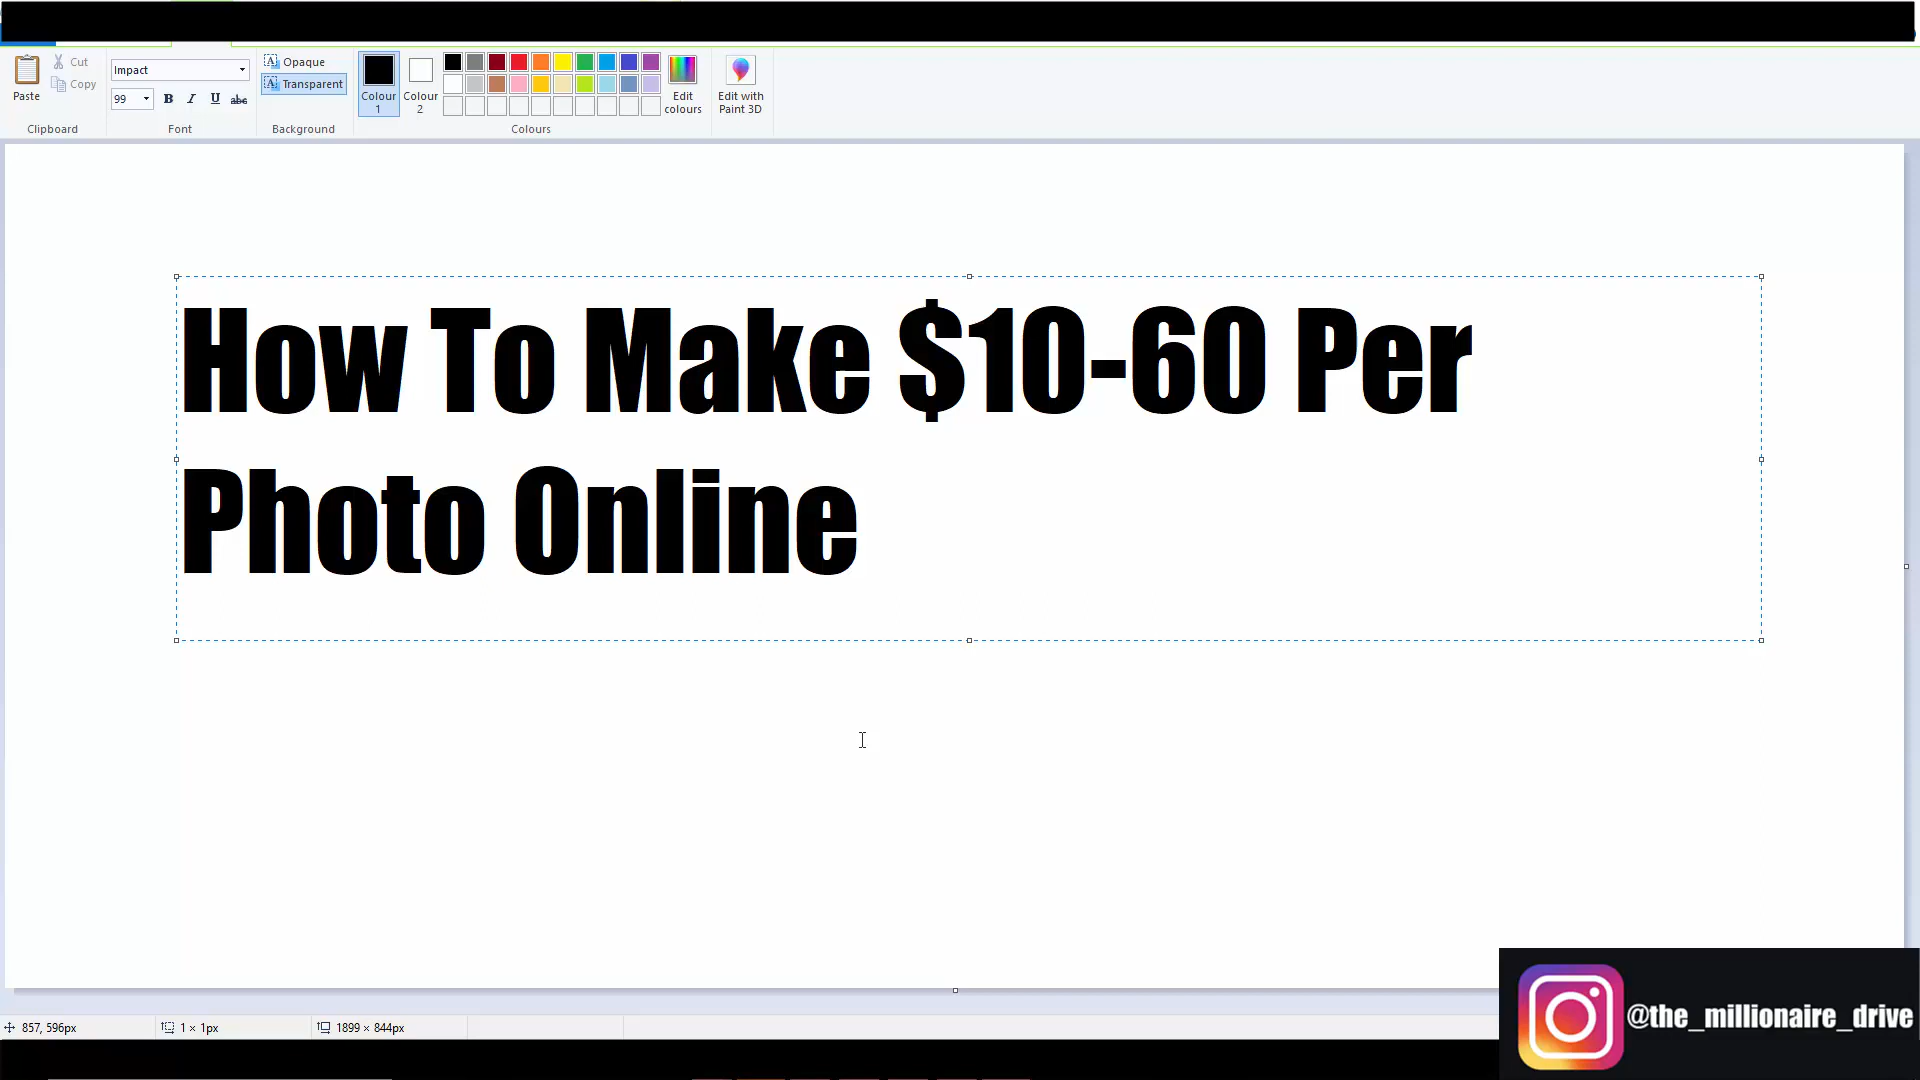 Paste
Cut
Copy
Clipboard
Impact
99
B I U abc
Font
Opaque
Transparent
Background
Colour 1
Colour 2
Edit colours
Colours
Edit with Paint 3D
How To Make $10-60 Per
Photo Online
857, 596px
1 × 1px
1899 × 844px
@the_millionaire_drive